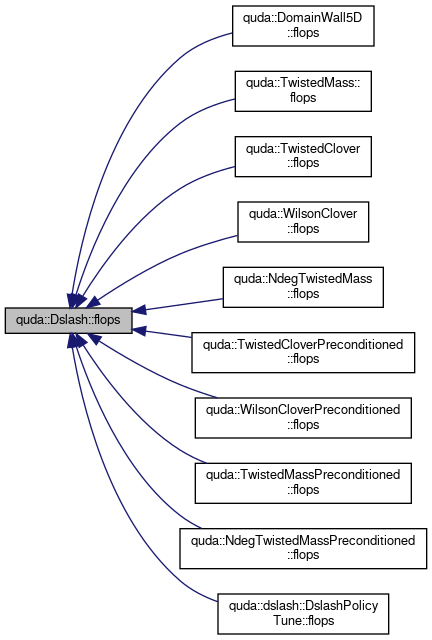 quda::DomainWall5D
::flops
quda::TwistedMass::
flops
quda::TwistedClover
::flops
quda::WilsonClover
::flops
quda::NdegTwistedMass
::flops
quda::Dslash::flops
quda::TwistedCloverPreconditioned
::flops
quda::WilsonCloverPreconditioned
::flops
quda::TwistedMassPreconditioned
::flops
quda::NdegTwistedMassPreconditioned
::flops
quda::dslash::DslashPolicy
Tune::flops